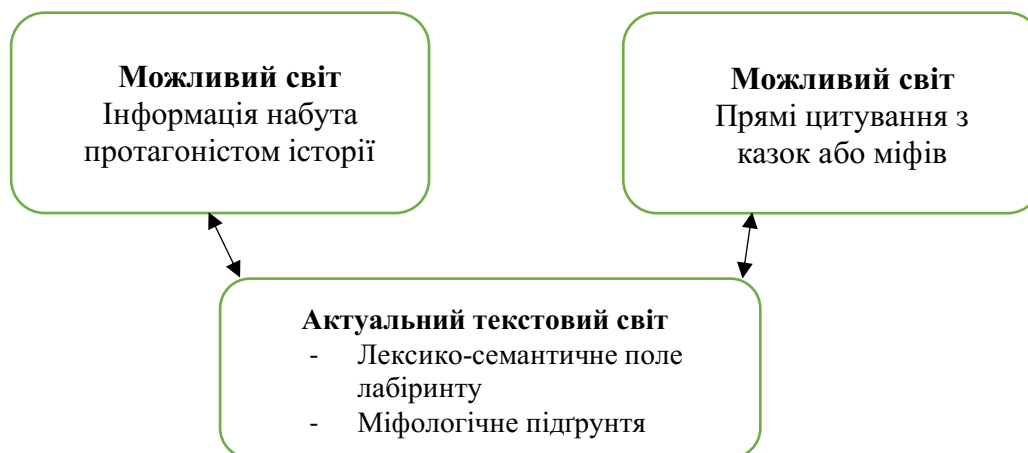 Можливий світ
Інформація набута
протагоністом історії
Можливий світ
Прямі цитування з
казок або міфів
Актуальний текстовий світ
- Лексико-семантичне поле
лабіринту
- Міфологічне підґрунтя